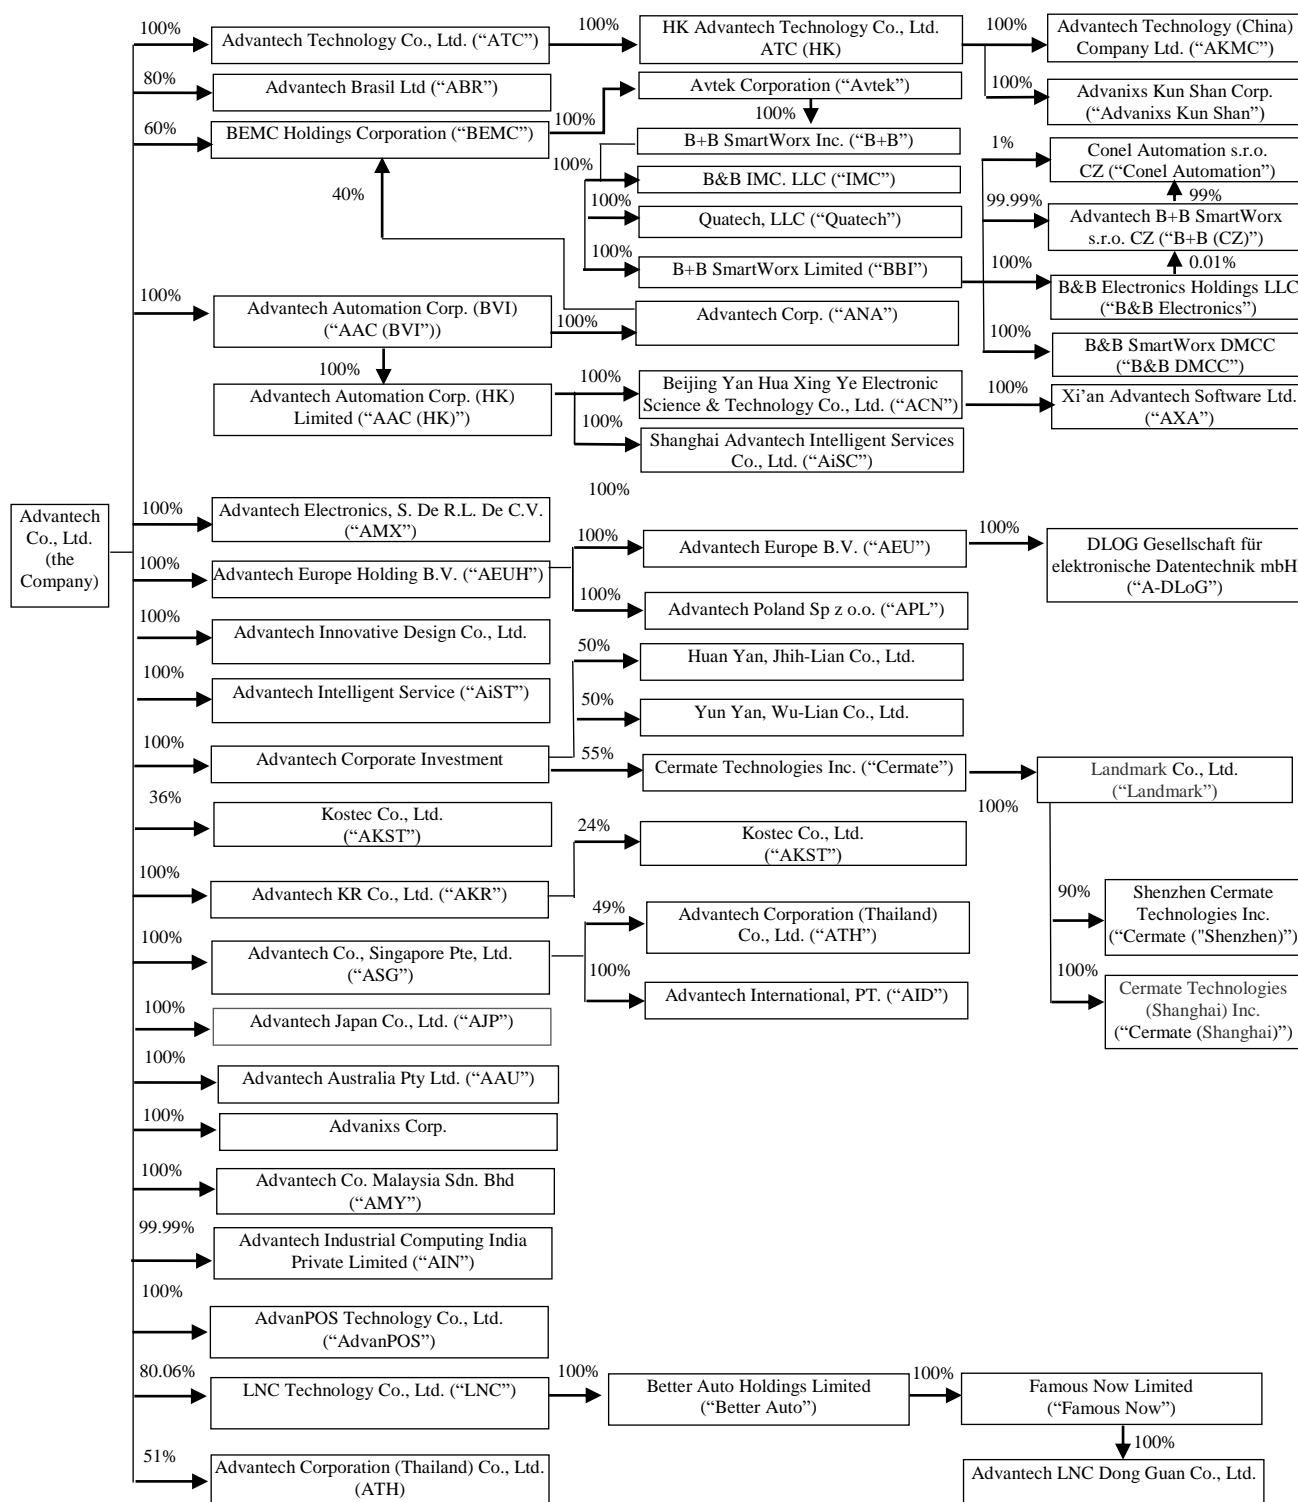 100%
Advantech Technology Co., Ltd. (“ATC”)
100%
HK Advantech Technology Co., Ltd.
ATC (HK)
100%
Advantech Technology (China)
Company Ltd. (“AKMC”)
100%
Advanixs Kun Shan Corp.
(“Advanixs Kun Shan”)
80%
Advantech Brasil Ltd (“ABR”)
60%
BEMC Holdings Corporation (“BEMC”)
100%
Avtek Corporation (“Avtek”)
100%
B+B SmartWorx Inc. (“B+B”)
100%
B&B IMC. LLC (“IMC”)
100%
Quatech, LLC (“Quatech”)
100%
B+B SmartWorx Limited (“BBI”)
1%
Conel Automation s.r.o.
CZ (“Conel Automation”)
99%
99.99%
Advantech B+B SmartWorx
s.r.o. CZ (“B+B (CZ)”)
0.01%
100%
B&B Electronics Holdings LLC
(“B&B Electronics”)
100%
B&B SmartWorx DMCC
(“B&B DMCC”)
40%
100%
Advantech Automation Corp. (BVI)
(“AAC (BVI”))
100%
Advantech Corp. (“ANA”)
100%
Advantech Automation Corp. (HK)
Limited (“AAC (HK)”)
100%
Beijing Yan Hua Xing Ye Electronic
Science & Technology Co., Ltd. (“ACN”)
100%
Xi’an Advantech Software Ltd.
(“AXA”)
100%
Shanghai Advantech Intelligent Services
Co., Ltd. (“AiSC”)
100%
Advantech
Co., Ltd.
(the
Company)
100%
Advantech Electronics, S. De R.L. De C.V.
(“AMX”)
100%
Advantech Europe Holding B.V. (“AEUH”)
100%
Advantech Europe B.V. (“AEU”)
100%
DLOG Gesellschaft für
elektronische Datentechnik mbH
(“A-DLoG”)
100%
Advantech Poland Sp z o.o. (“APL”)
100%
Advantech Innovative Design Co., Ltd.
100%
Advantech Intelligent Service (“AiST”)
100%
Advantech Corporate Investment
50%
Huan Yan, Jhih-Lian Co., Ltd.
50%
Yun Yan, Wu-Lian Co., Ltd.
55%
Cermate Technologies Inc. (“Cermate”)
100%
Landmark Co., Ltd.
(“Landmark”)
90%
Shenzhen Cermate
Technologies Inc.
(“Cermate ("Shenzhen)”)
100%
Cermate Technologies
(Shanghai) Inc.
(“Cermate (Shanghai)”)
36%
Kostec Co., Ltd.
(“AKST”)
100%
Advantech KR Co., Ltd. (“AKR”)
24%
Kostec Co., Ltd.
(“AKST”)
100%
Advantech Co., Singapore Pte, Ltd.
(“ASG”)
49%
Advantech Corporation (Thailand)
Co., Ltd. (“ATH”)
100%
Advantech International, PT. (“AID”)
100%
Advantech Japan Co., Ltd. (“AJP”)
100%
Advantech Australia Pty Ltd. (“AAU”)
100%
Advanixs Corp.
100%
Advantech Co. Malaysia Sdn. Bhd
(“AMY”)
99.99%
Advantech Industrial Computing India
Private Limited (“AIN”)
100%
AdvanPOS Technology Co., Ltd.
(“AdvanPOS”)
80.06%
LNC Technology Co., Ltd. (“LNC”)
100%
Better Auto Holdings Limited
(“Better Auto”)
100%
Famous Now Limited
(“Famous Now”)
100%
Advantech LNC Dong Guan Co., Ltd.
51%
Advantech Corporation (Thailand) Co., Ltd.
(ATH)